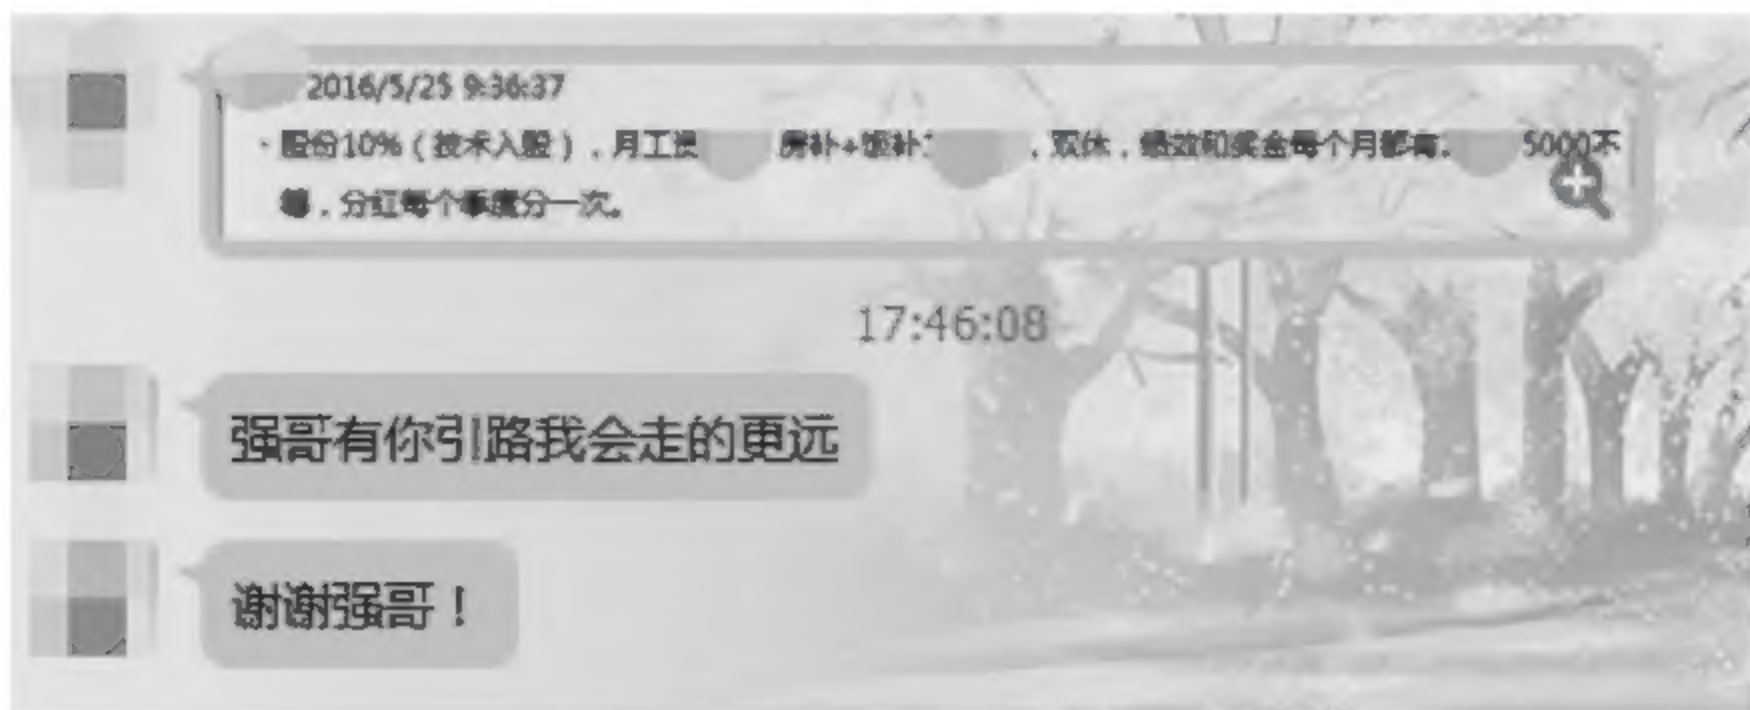 2016/5/25 9:36:37
· 股份10%（技术入股），月工资 房补+饭补 ，双休，绩效和奖金每个月都有. 5000不
等，分红每个季度分一次。
17:46:08
强哥有你引路我会走的更远
谢谢强哥！